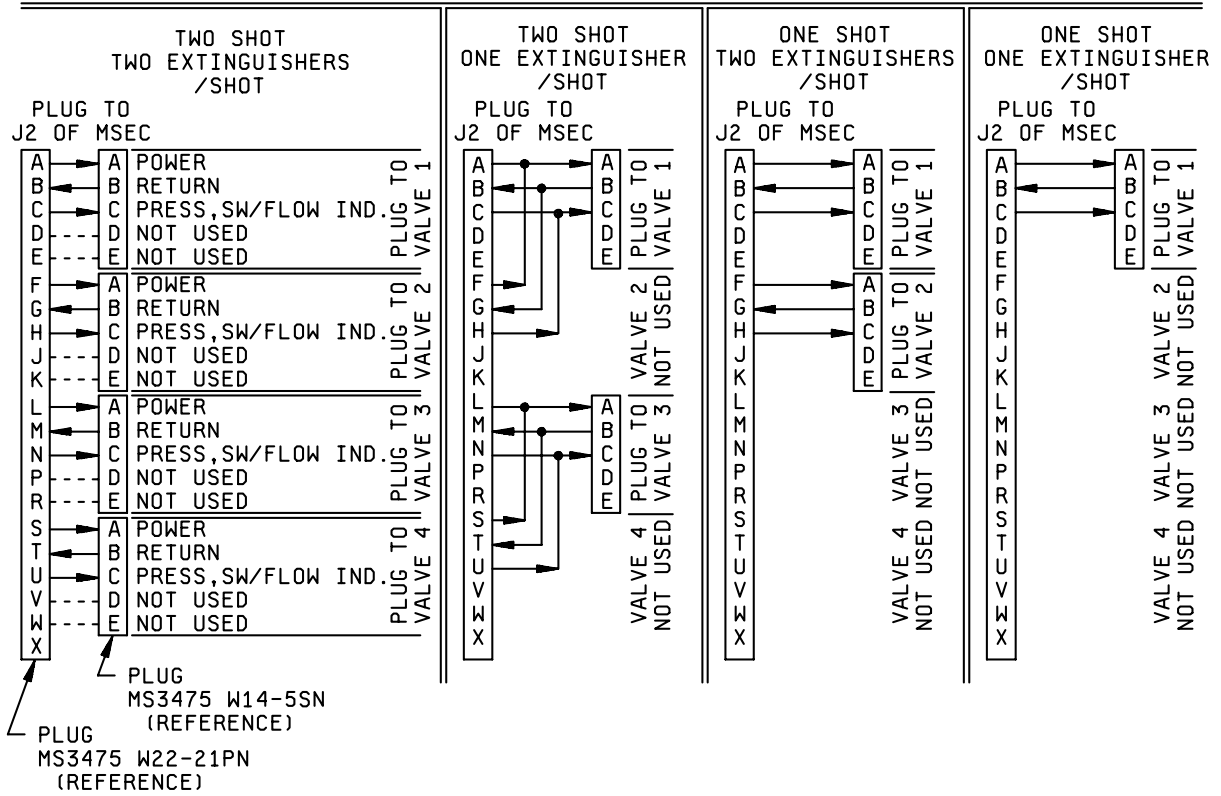 TWO SHOT
TWO EXTINGUISHERS
/SHOT
PLUG TO
J2 OF MSEC
A A POWER
B B RETURN
C C PRESS,SW/FLOW IND.
D D NOT USED
E E NOT USED
PLUG TO
VALVE 1
F A POWER
G B RETURN
H C PRESS,SW/FLOW IND.
J D NOT USED
K E NOT USED
PLUG TO
VALVE 2
L A POWER
M B RETURN
N C PRESS,SW/FLOW IND.
P D NOT USED
R E NOT USED
PLUG TO
VALVE 3
S A POWER
T B RETURN
U C PRESS,SW/FLOW IND.
V D NOT USED
W E NOT USED
X
PLUG TO
VALVE 4
PLUG
MS3475 W14-5SN
(REFERENCE)
PLUG
MS3475 W22-21PN
(REFERENCE)
TWO SHOT
ONE EXTINGUISHER
/SHOT
PLUG TO
J2 OF MSEC
A A
B B
C C
D D
E E
PLUG TO
VALVE 1
F
G
H
J
K
VALVE 2
NOT USED
L A
M B
N C
P D
R E
PLUG TO
VALVE 3
S
T
U
V
W
X
VALVE 4
NOT USED
ONE SHOT
TWO EXTINGUISHERS
/SHOT
PLUG TO
J2 OF MSEC
A A
B B
C C
D D
E E
PLUG TO
VALVE 1
F A
G B
H C
J D
K E
PLUG TO
VALVE 2
L
M
N
P
R
VALVE 3
NOT USED
S
T
U
V
W
X
VALVE 4
NOT USED
ONE SHOT
ONE EXTINGUISHER
/SHOT
PLUG TO
J2 OF MSEC
A A
B B
C C
D D
E E
PLUG TO
VALVE 1
F
G
H
J
K
VALVE 2
NOT USED
L
M
N
P
R
VALVE 3
NOT USED
S
T
U
V
W
X
VALVE 4
NOT USED